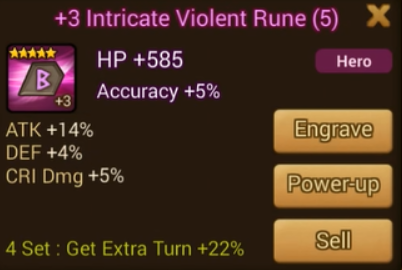 +3 Intricate Violent Rune (5)
HP +585
Hero
Accuracy +5%
+3
ATK +14%
DEF +4%
CRI Dmg +5%
Engrave
Power-up
Sell
4 Set : Get Extra Turn +22%